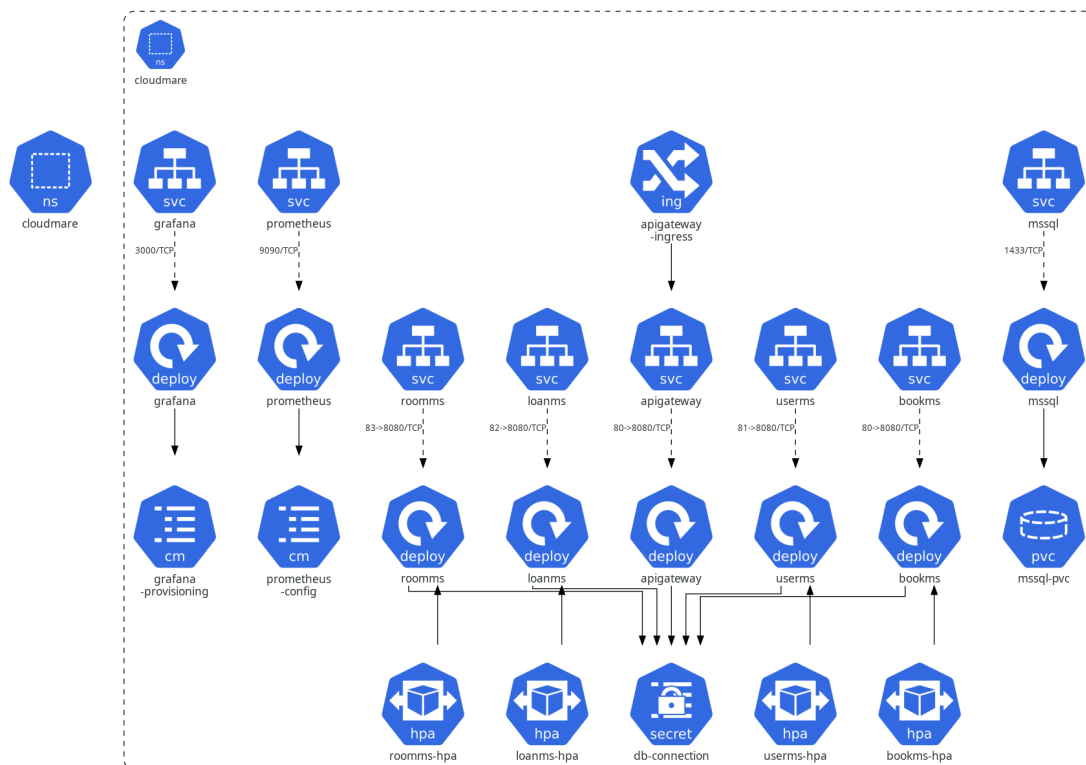 ns
cloudmare
ns
cloudmare
svc
grafana
svc
prometheus
ing
apigateway
-ingress
svc
mssql
3000/TCP
9090/TCP
1433/TCP
deploy
grafana
deploy
prometheus
svc
roomms
svc
loanms
svc
apigateway
svc
userms
svc
bookms
deploy
mssql
83->8080/TCP
82->8080/TCP
80->8080/TCP
81->8080/TCP
80->8080/TCP
cm
grafana
-provisioning
cm
prometheus
-config
deploy
roomms
deploy
loanms
deploy
apigateway
deploy
userms
deploy
bookms
pvc
mssql-pvc
hpa
roomms-hpa
hpa
loanms-hpa
secret
db-connection
hpa
userms-hpa
hpa
bookms-hpa